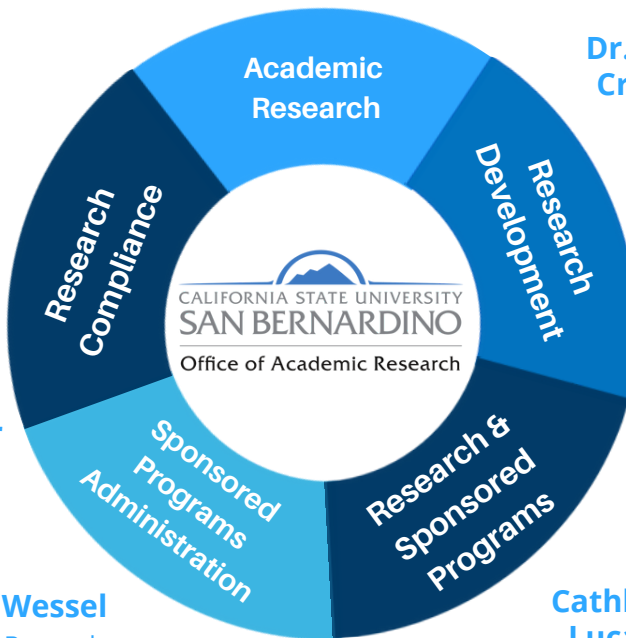 Academic
Research
Dr.
Research
Development
Research
Compliance
CALIFORNIA STATE UNIVERSITY
SAN BERNARDINO
Office of Academic Research
Research &
Sponsored
Programs
Sponsored
Programs
Administration
Wessel